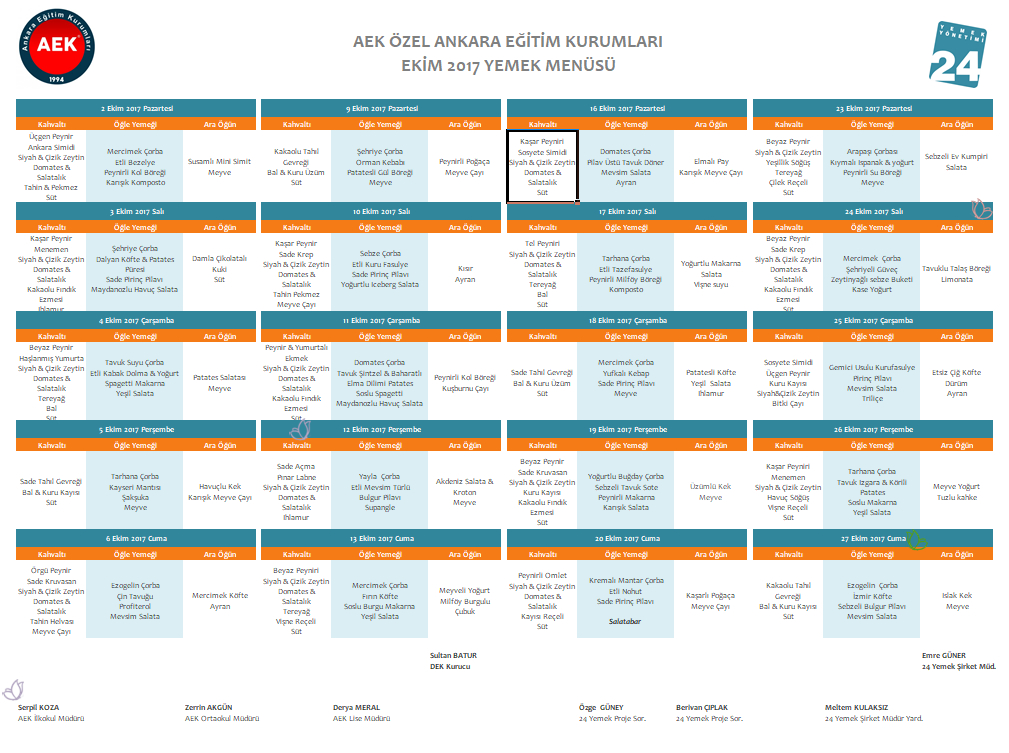 Ankara Eğitim Kurumları
AEK
1994
AEK ÖZEL ANKARA EĞİTİM KURUMLARI
EKİM 2017 YEMEK MENÜSÜ
YEMEK
YÖNETİMİ
24
2 Ekim 2017 Pazartesi
Kahvaltı Öğle Yemeği Ara Öğün
Üçgen Peynir
Ankara Simidi
Siyah & Çizik Zeytin
Domates &
Salatalık
Tahin & Pekmez
Süt
Mercimek Çorba
Etli Bezelye
Peynirli Kol Böreği
Karışık Komposto
Susamlı Mini Simit
Meyve
9 Ekim 2017 Pazartesi
Kahvaltı Öğle Yemeği Ara Öğün
Kakaolu Tahıl
Gevreği
Bal & Kuru Üzüm
Süt
Şehriye Çorba
Orman Kebabı
Patatesli Gül Böreği
Meyve
Peynirli Poğaça
Meyve Çayı
16 Ekim 2017 Pazartesi
Kahvaltı Öğle Yemeği Ara Öğün
Kaşar Peyniri
Sosyete Simidi
Siyah & Çizik Zeytin
Domates &
Salatalık
Süt
Domates Çorba
Pilav Üstü Tavuk Döner
Mevsim Salata
Ayran
Elmalı Pay
Karışık Meyve Çayı
23 Ekim 2017 Pazartesi
Kahvaltı Öğle Yemeği Ara Öğün
Beyaz Peynir
Siyah & Çizik Zeytin
Yeşillik Söğüş
Tereyağ
Çilek Reçeli
Süt
Arapaşı Çorbası
Kıymalı Ispanak & yoğurt
Peynirli Su Böreği
Meyve
Sebzeli Ev Kumpiri
Salata
3 Ekim 2017 Salı
Kahvaltı Öğle Yemeği Ara Öğün
Kaşar Peynir
Menemen
Siyah & Çizik Zeytin
Domates &
Salatalık
Kakaolu Fındık
Ezmesi
Ihlamur
Şehriye Çorba
Dalyan Köfte & Patates
Püresi
Sade Pirinç Pilavı
Maydanozlu Havuç Salata
Damla Çikolatalı
Kuki
Süt
10 Ekim 2017 Salı
Kahvaltı Öğle Yemeği Ara Öğün
Kaşar Peynir
Sade Krep
Siyah & Çizik Zeytin
Domates &
Salatalık
Tahin Pekmez
Meyve Çayı
Sebze Çorba
Etli Kuru Fasulye
Sade Pirinç Pilavı
Yoğurtlu Iceberg Salata
Kısır
Ayran
17 Ekim 2017 Salı
Kahvaltı Öğle Yemeği Ara Öğün
Tel Peyniri
Siyah & Çizik Zeytin
Domates &
Salatalık
Tereyağ
Bal
Süt
Tarhana Çorba
Etli Tazefasulye
Peynirli Milföy Böreği
Komposto
Yoğurtlu Makarna
Salata
Vişne suyu
24 Ekim 2017 Salı
Kahvaltı Öğle Yemeği Ara Öğün
Beyaz Peynir
Sade Krep
Siyah & Çizik Zeytin
Domates &
Salatalık
Kakaolu Fındık
Ezmesi
Süt
Mercimek Çorba
Şehriyeli Güveç
Zeytinyağlı sebze Buketi
Kase Yoğurt
Tavuklu Talaş Böreği
Limonata
4 Ekim 2017 Çarşamba
Kahvaltı Öğle Yemeği Ara Öğün
Beyaz Peynir
Haşlanmış Yumurta
Siyah & Çizik Zeytin
Domates &
Salatalık
Tereyağ
Bal
Süt
Tavuk Suyu Çorba
Etli Kabak Dolma & Yoğurt
Spagetti Makarna
Yeşil Salata
Patates Salatası
Meyve
11 Ekim 2017 Çarşamba
Kahvaltı Öğle Yemeği Ara Öğün
Peynir & Yumurtalı
Ekmek
Siyah & Çizik Zeytin
Domates &
Salatalık
Kakaolu Fındık
Ezmesi
Süt
Domates Çorba
Tavuk Şintzel & Baharatlı
Elma Dilimi Patates
Soslu Spagetti
Maydanozlu Havuç Salata
Peynirli Kol Böreği
Kuşburnu Çayı
18 Ekim 2017 Çarşamba
Kahvaltı Öğle Yemeği Ara Öğün
Sade Tahıl Gevreği
Bal & Kuru Üzüm
Süt
Mercimek Çorba
Yufkalı Kebap
Sade Pirinç Pilavı
Meyve
Patatesli Köfte
Yeşil Salata
Ihlamur
25 Ekim 2017 Çarşamba
Kahvaltı Öğle Yemeği Ara Öğün
Sosyete Simidi
Üçgen Peynir
Kuru Kayısı
Siyah&Çizik Zeytin
Bitki Çayı
Gemici Usulu Kurufasulye
Pirinç Pilavı
Mevsim Salata
Triliçe
Etsiz Çiğ Köfte
Dürüm
Ayran
5 Ekim 2017 Perşembe
Kahvaltı Öğle Yemeği Ara Öğün
Sade Tahıl Gevreği
Bal & Kuru Kayısı
Süt
Tarhana Çorba
Kayseri Mantısı
Şakşuka
Meyve
Havuçlu Kek
Karışık Meyve Çayı
12 Ekim 2017 Perşembe
Kahvaltı Öğle Yemeği Ara Öğün
Sade Açma
Pınar Labne
Siyah & Çizik Zeytin
Domates &
Salatalık
Ihlamur
Yayla Çorba
Etli Mevsim Türlü
Bulgur Pilavı
Supangle
Akdeniz Salata &
Kroton
Meyve
19 Ekim 2017 Perşembe
Kahvaltı Öğle Yemeği Ara Öğün
Beyaz Peynir
Sade Kruvasan
Siyah & Çizik Zeytin
Kuru Kayısı
Kakaolu Fındık
Ezmesi
Süt
Yoğurtlu Buğday Çorba
Sebzeli Tavuk Sote
Peynirli Makarna
Karışık Salata
Üzümlü Kek
Meyve
26 Ekim 2017 Perşembe
Kahvaltı Öğle Yemeği Ara Öğün
Kaşar Peyniri
Menemen
Siyah & Çizik Zeytin
Havuç Söğüş
Vişne Reçeli
Süt
Tarhana Çorba
Tavuk Izgara & Körili
Patates
Soslu Makarna
Yeşil Salata
Meyve Yoğurt
Tuzlu kahke
6 Ekim 2017 Cuma
Kahvaltı Öğle Yemeği Ara Öğün
Örgü Peynir
Sade Kruvasan
Siyah & Çizik Zeytin
Domates &
Salatalık
Tahin Helvası
Meyve Çayı
Ezogelin Çorba
Çin Tavuğu
Profiterol
Mevsim Salata
Mercimek Köfte
Ayran
13 Ekim 2017 Cuma
Kahvaltı Öğle Yemeği Ara Öğün
Beyaz Peyniri
Siyah & Çizik Zeytin
Domates &
Salatalık
Tereyağ
Vişne Reçeli
Süt
Mercimek Çorba
Fırın Köfte
Soslu Burgu Makarna
Yeşil Salata
Meyveli Yoğurt
Milföy Burgulu
Çubuk
20 Ekim 2017 Cuma
Kahvaltı Öğle Yemeği Ara Öğün
Peynirli Omlet
Siyah & Çizik Zeytin
Domates &
Salatalık
Kayısı Reçeli
Süt
Kremalı Mantar Çorba
Etli Nohut
Sade Pirinç Pilavı
Salatabar
Kaşarlı Poğaça
Meyve Çayı
27 Ekim 2017 Cuma
Kahvaltı Öğle Yemeği Ara Öğün
Kakaolu Tahıl
Gevreği
Bal & Kuru Kayısı
Süt
Ezogelin Çorba
İzmir Köfte
Sebzeli Bulgur Pilavı
Mevsim Salata
Islak Kek
Meyve
Sultan BATUR
DEK Kurucu
Emre GÜNER
24 Yemek Şirket Müd.
Serpil KOZA
AEK İlkokul Müdürü
Zerrin AKGÜN
AEK Ortaokul Müdürü
Derya MERAL
AEK Lise Müdürü
Özge GÜNEY
24 Yemek Proje Sor.
Berivan ÇIPLAK
24 Yemek Proje Sor.
Meltem KULAKSIZ
24 Yemek Şirket Müdür Yard.